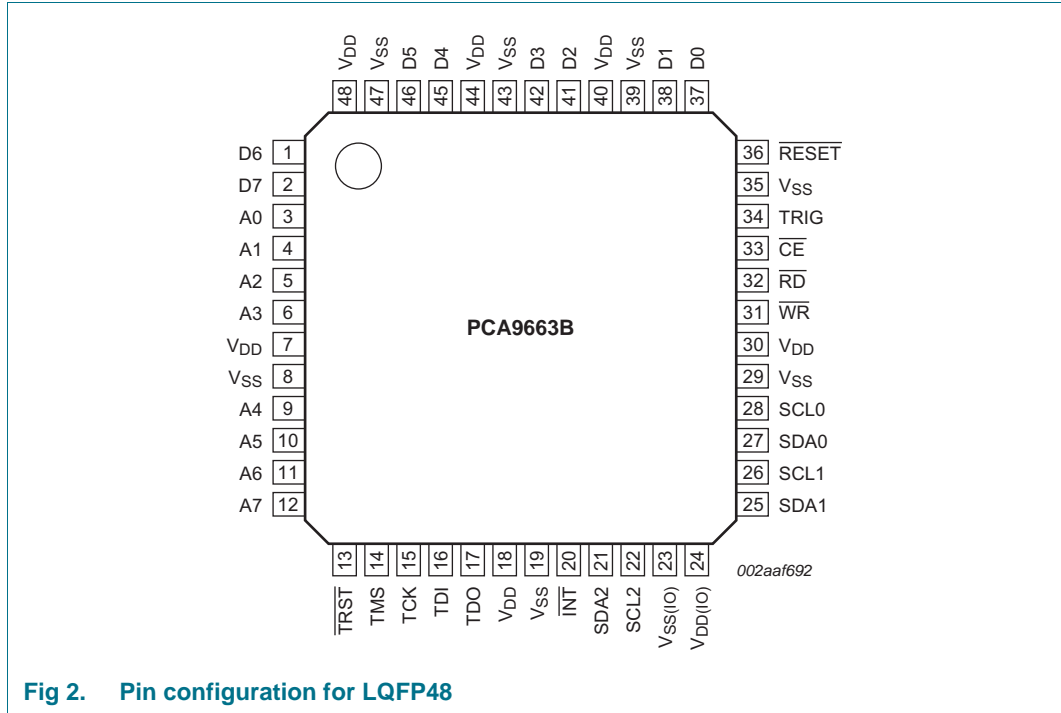 VDD VSS D5 D4 VDD VSS D3 D2 VDD VSS D1 D0
48 47 46 45 44 43 42 41 40 39 38 37
D6 1
D7 2
A0 3
A1 4
A2 5
A3 6
VDD 7
VSS 8
A4 9
A5 10
A6 11
A7 12
PCA9663B
36 RESET
35 VSS
34 TRIG
33 CE
32 RD
31 WR
30 VDD
29 VSS
28 SCL0
27 SDA0
26 SCL1
25 SDA1
13 14 15 16 17 18 19 20 21 22 23 24
TRST TMS TCK TDI TDO VDD VSS INT SDA2 SCL2 VSS(IO) VDD(IO)
002aaf692
Fig 2. Pin configuration for LQFP48